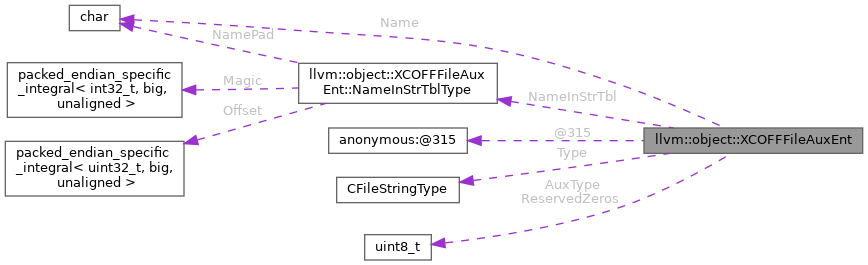 char
Name
NamePad
packed_endian_specific
_integral< int32_t, big,
unaligned >
Magic
llvm::object::XCOFFFileAux
Ent::NameInStrTblType
NameInStrTbl
Offset
packed_endian_specific
_integral< uint32_t, big,
unaligned >
anonymous:@315
@315
llvm::object::XCOFFFileAuxEnt
Type
CFileStringType
AuxType
ReservedZeros
uint8_t